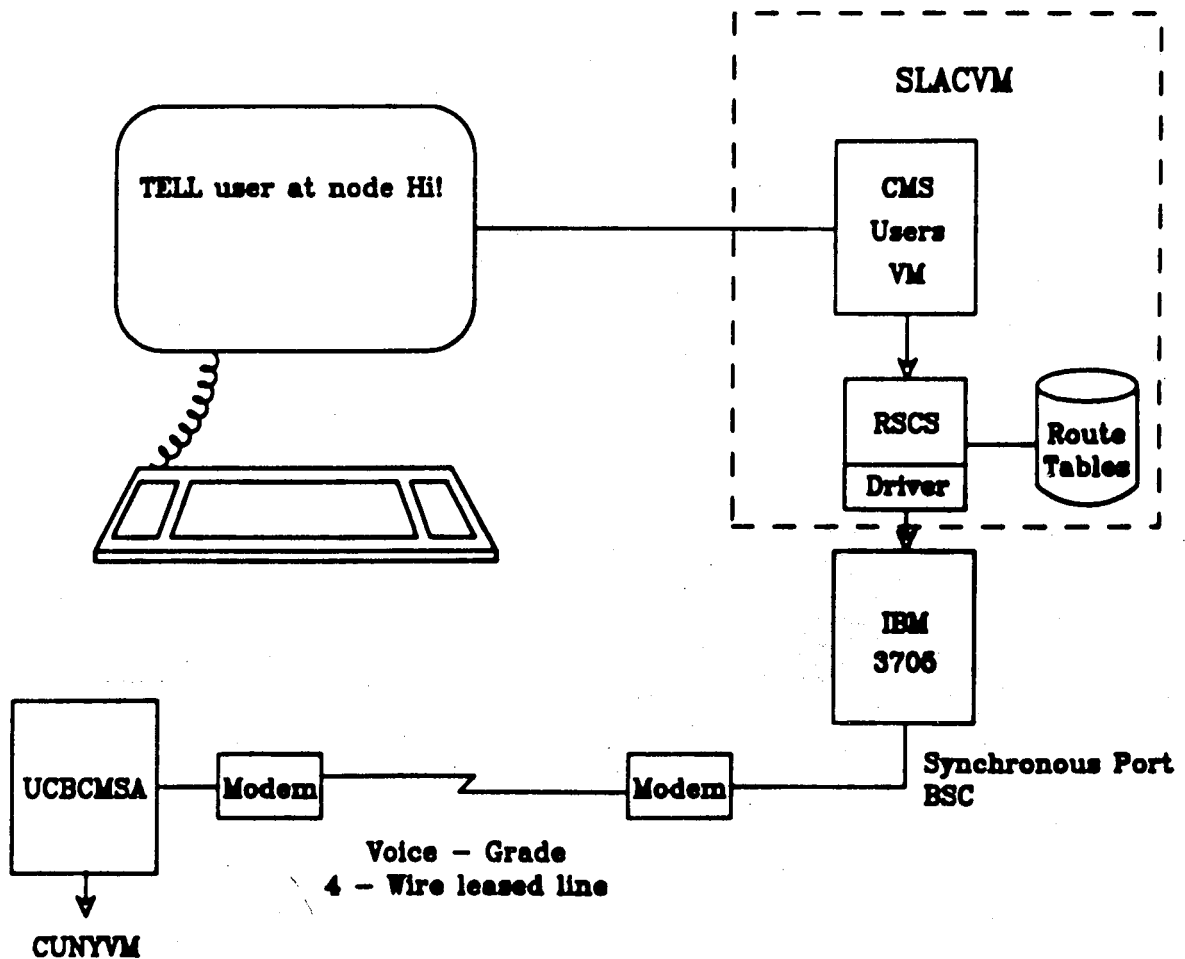 SLACVM
TELL user at node Hi!
CMS
Users
VM
RSCS
Driver
Route
Tables
IBM
3705
UCBCMSA
Modem
Modem
Synchronous Port
BSC
Voice - Grade
4 - Wire leased line
CUNYVM